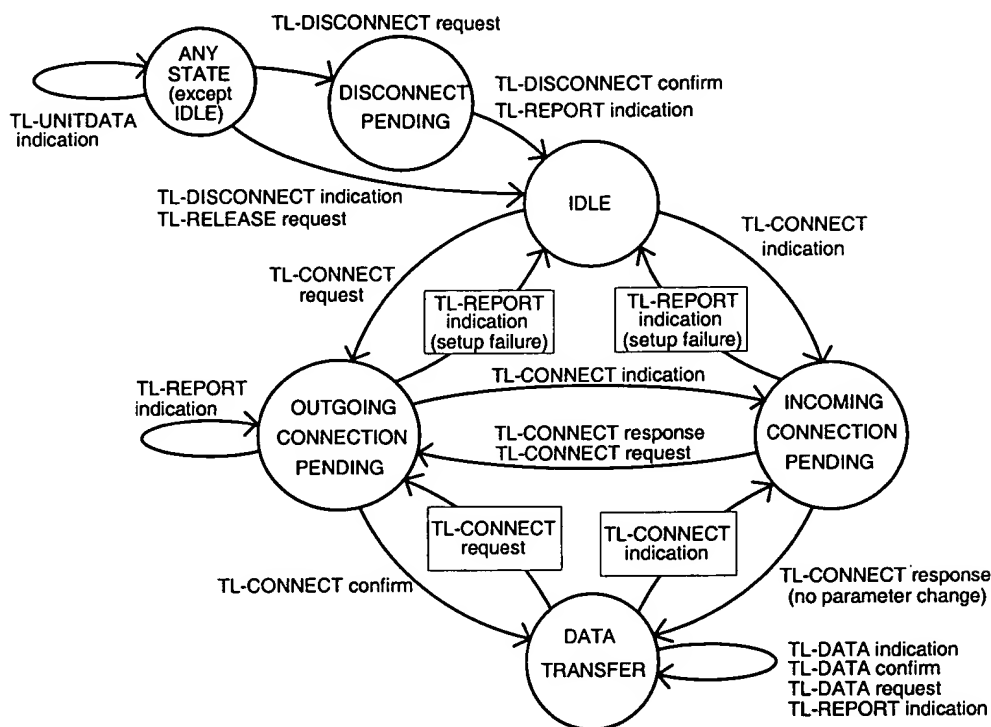 TL-DISCONNECT request
ANY
STATE
(except
IDLE)
TL-UNITDATA
indication
DISCONNECT
PENDING
TL-DISCONNECT confirm
TL-REPORT indication
TL-DISCONNECT indication
TL-RELEASE request
IDLE
TL-CONNECT
indication
TL-CONNECT
request
TL-REPORT
indication
(setup failure)
TL-REPORT
indication
(setup failure)
TL-REPORT
indication
OUTGOING
CONNECTION
PENDING
TL-CONNECT indication
TL-CONNECT response
TL-CONNECT request
INCOMING
CONNECTION
PENDING
TL-CONNECT
request
TL-CONNECT
indication
TL-CONNECT confirm
TL-CONNECT response
(no parameter change)
DATA
TRANSFER
TL-DATA indication
TL-DATA confirm
TL-DATA request
TL-REPORT indication